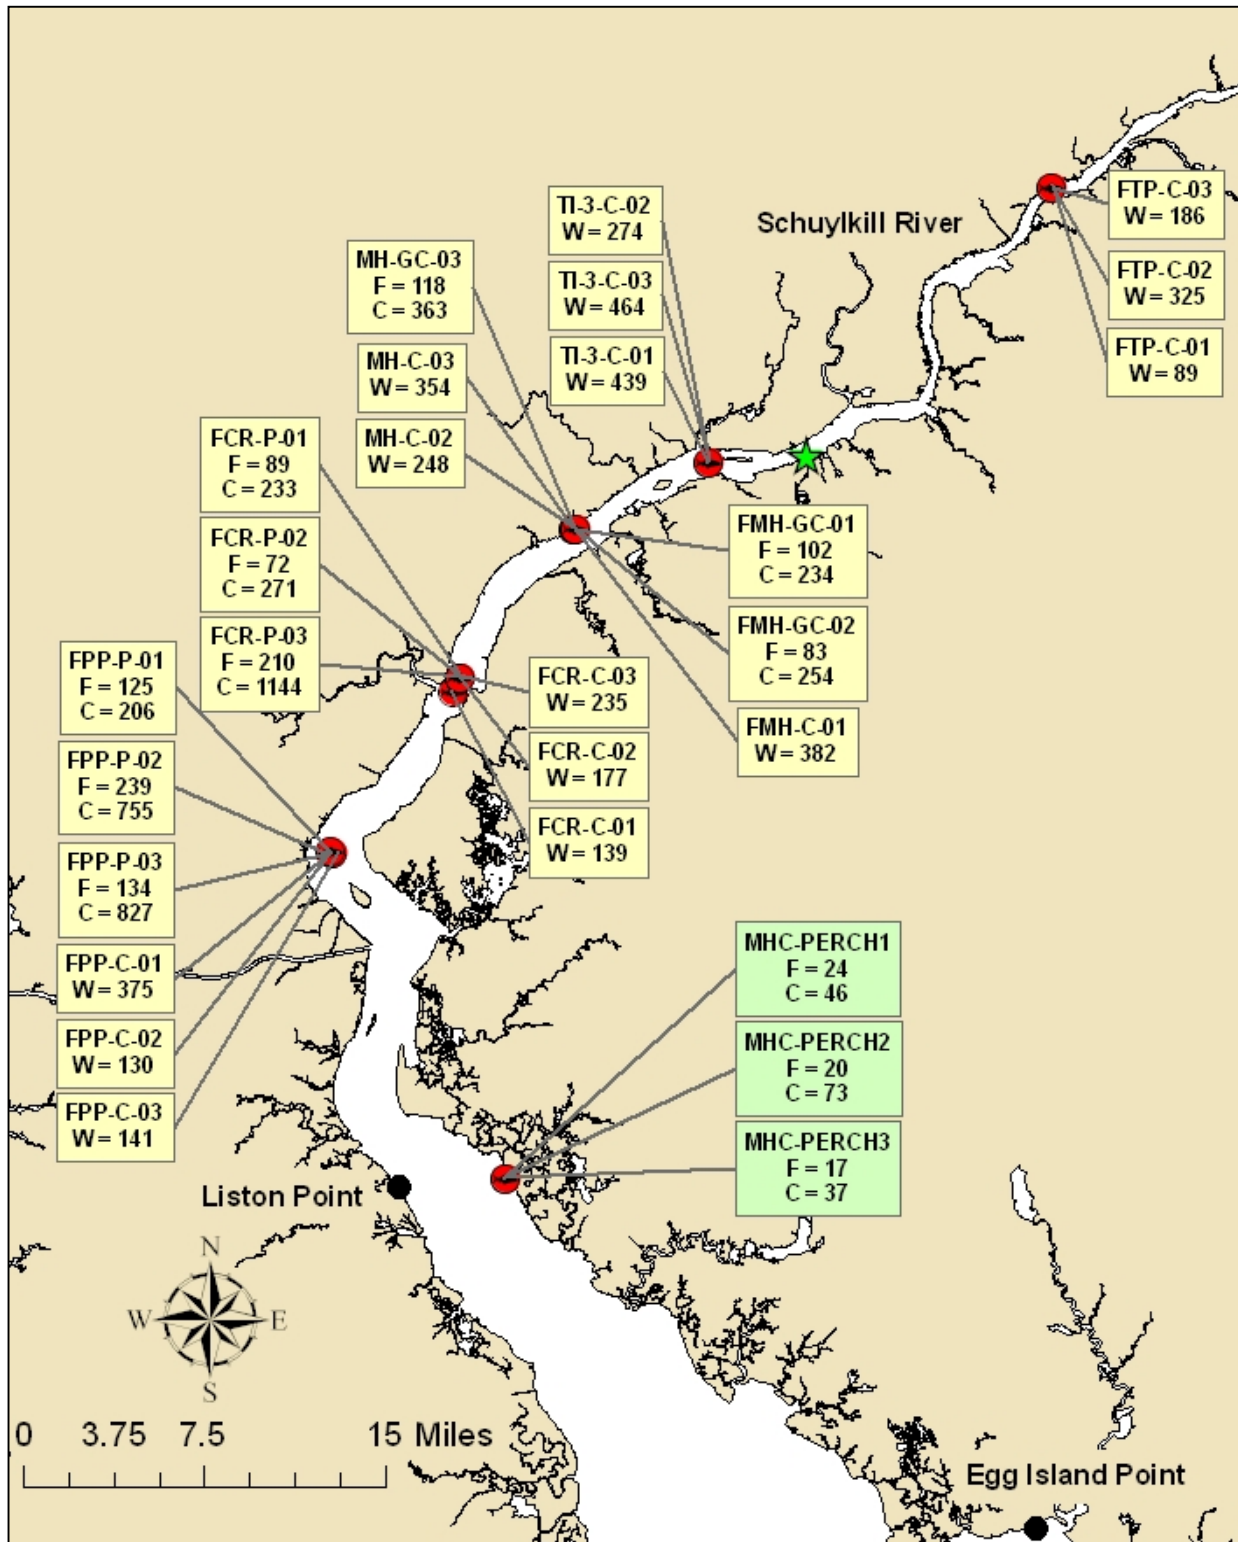 FTP-C-03
W = 186
FTP-C-02
W = 325
FTP-C-01
W = 89
Schuylkill River
TI-3-C-02
W = 274
TI-3-C-03
W = 464
TI-3-C-01
W = 439
MH-GC-03
F = 118
C = 363
MH-C-03
W = 354
MH-C-02
W = 248
FCR-P-01
F = 89
C = 233
FCR-P-02
F = 72
C = 271
FCR-P-03
F = 210
C = 1144
FMH-GC-01
F = 102
C = 234
FMH-GC-02
F = 83
C = 254
FMH-C-01
W = 382
FCR-C-03
W = 235
FCR-C-02
W = 177
FCR-C-01
W = 139
FPP-P-01
F = 125
C = 206
FPP-P-02
F = 239
C = 755
FPP-P-03
F = 134
C = 827
FPP-C-01
W = 375
FPP-C-02
W = 130
FPP-C-03
W = 141
MHC-PERCH1
F = 24
C = 46
MHC-PERCH2
F = 20
C = 73
MHC-PERCH3
F = 17
C = 37
Liston Point
N
W E
S
0 3.75 7.5 15 Miles
Egg Island Point